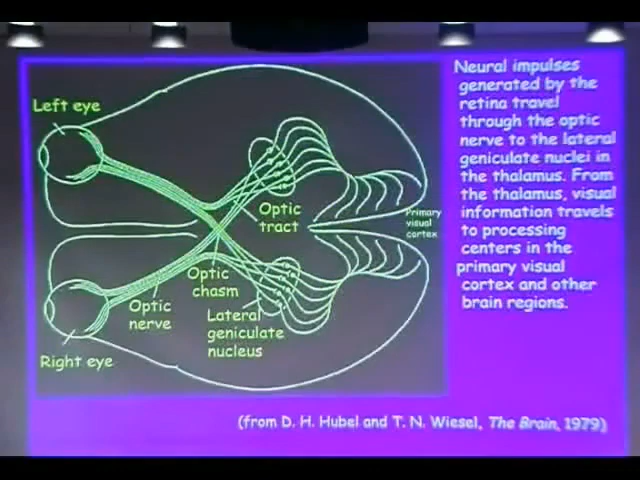 Left eye
Optic
tract
Primary
visual
cortex
Optic
chasm
Optic
nerve
Lateral
geniculate
nucleus
Right eye
Neural impulses
generated by the
retina travel
through the optic
nerve to the lateral
geniculate nuclei in
the thalamus. From
the thalamus, visual
information travels
to processing
centers in the
primary visual
cortex and other
brain regions.
(from D. H. Hubel and T. N. Wiesel, The Brain, 1979)